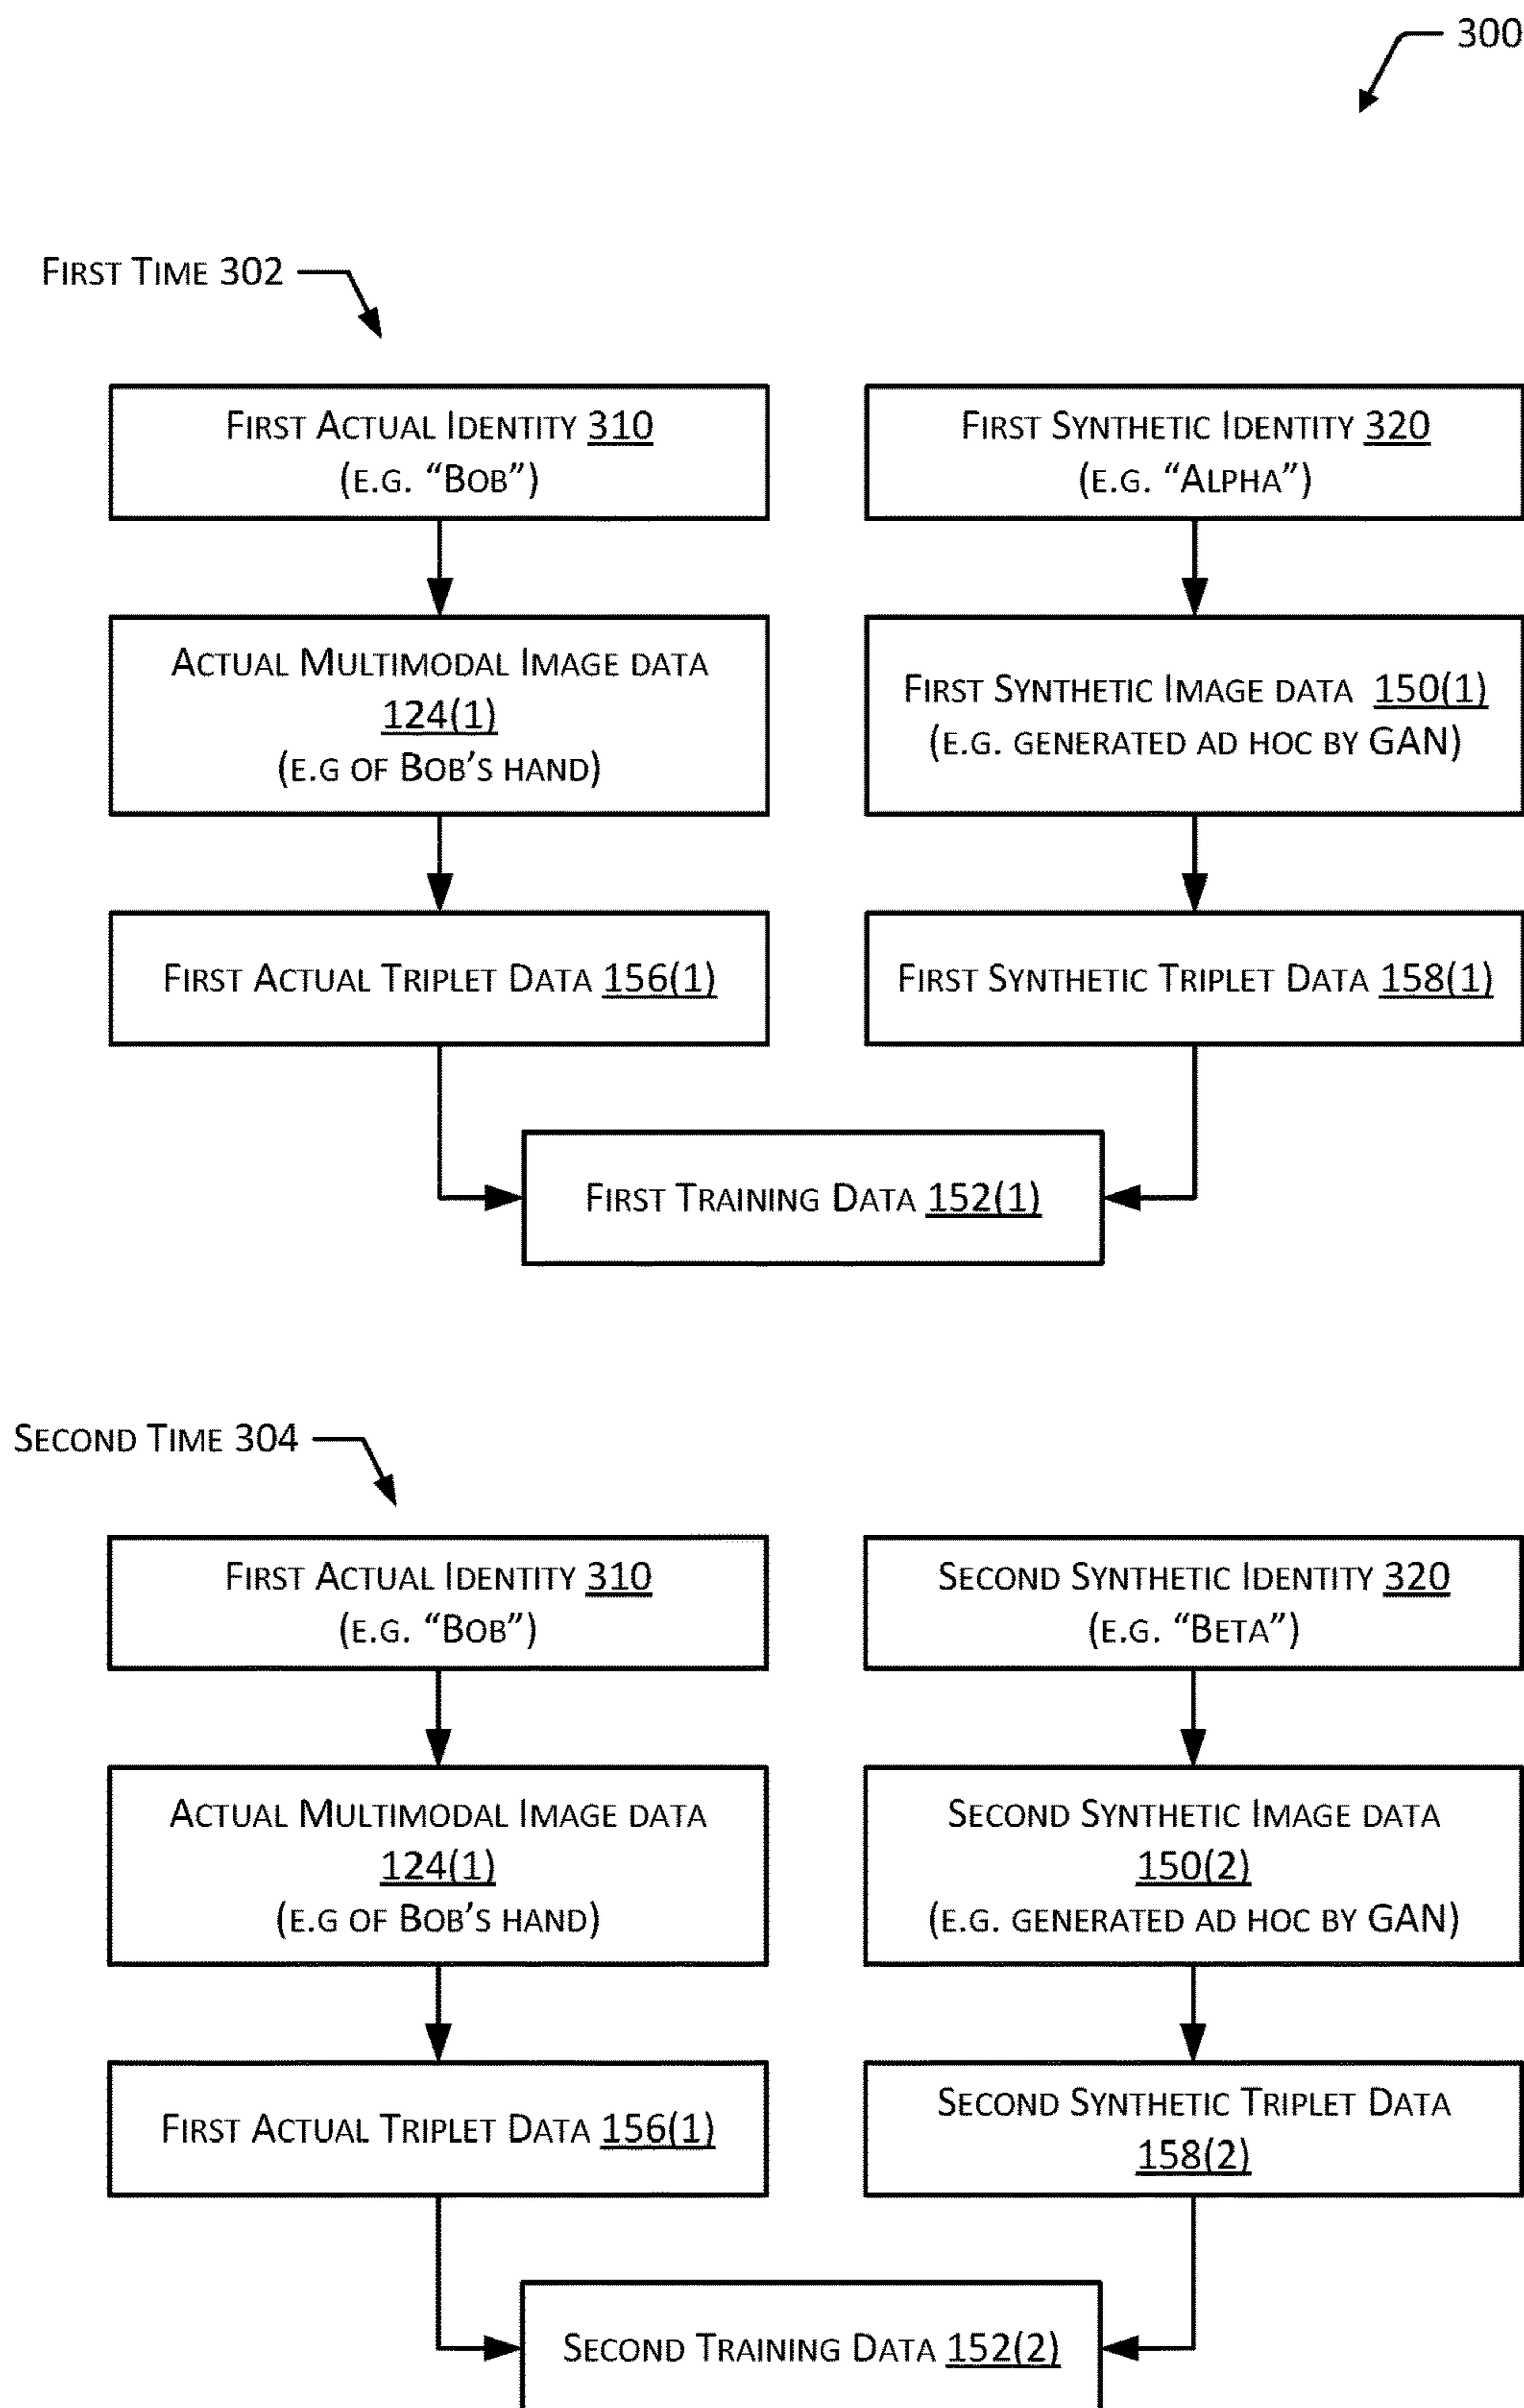 300
First Time 302
First Actual Identity 310
(e.g. “Bob”)
First Synthetic Identity 320
(e.g. “Alpha”)
Actual Multimodal Image data
124(1)
(e.g of Bob’s hand)
First Synthetic Image data 150(1)
(e.g. generated ad hoc by GAN)
First Actual Triplet Data 156(1)
First Synthetic Triplet Data 158(1)
First Training Data 152(1)
Second Time 304
First Actual Identity 310
(e.g. “Bob”)
Second Synthetic Identity 320
(e.g. “Beta”)
Actual Multimodal Image data
124(1)
(e.g of Bob’s hand)
Second Synthetic Image data
150(2)
(e.g. generated ad hoc by GAN)
First Actual Triplet Data 156(1)
Second Synthetic Triplet Data
158(2)
Second Training Data 152(2)